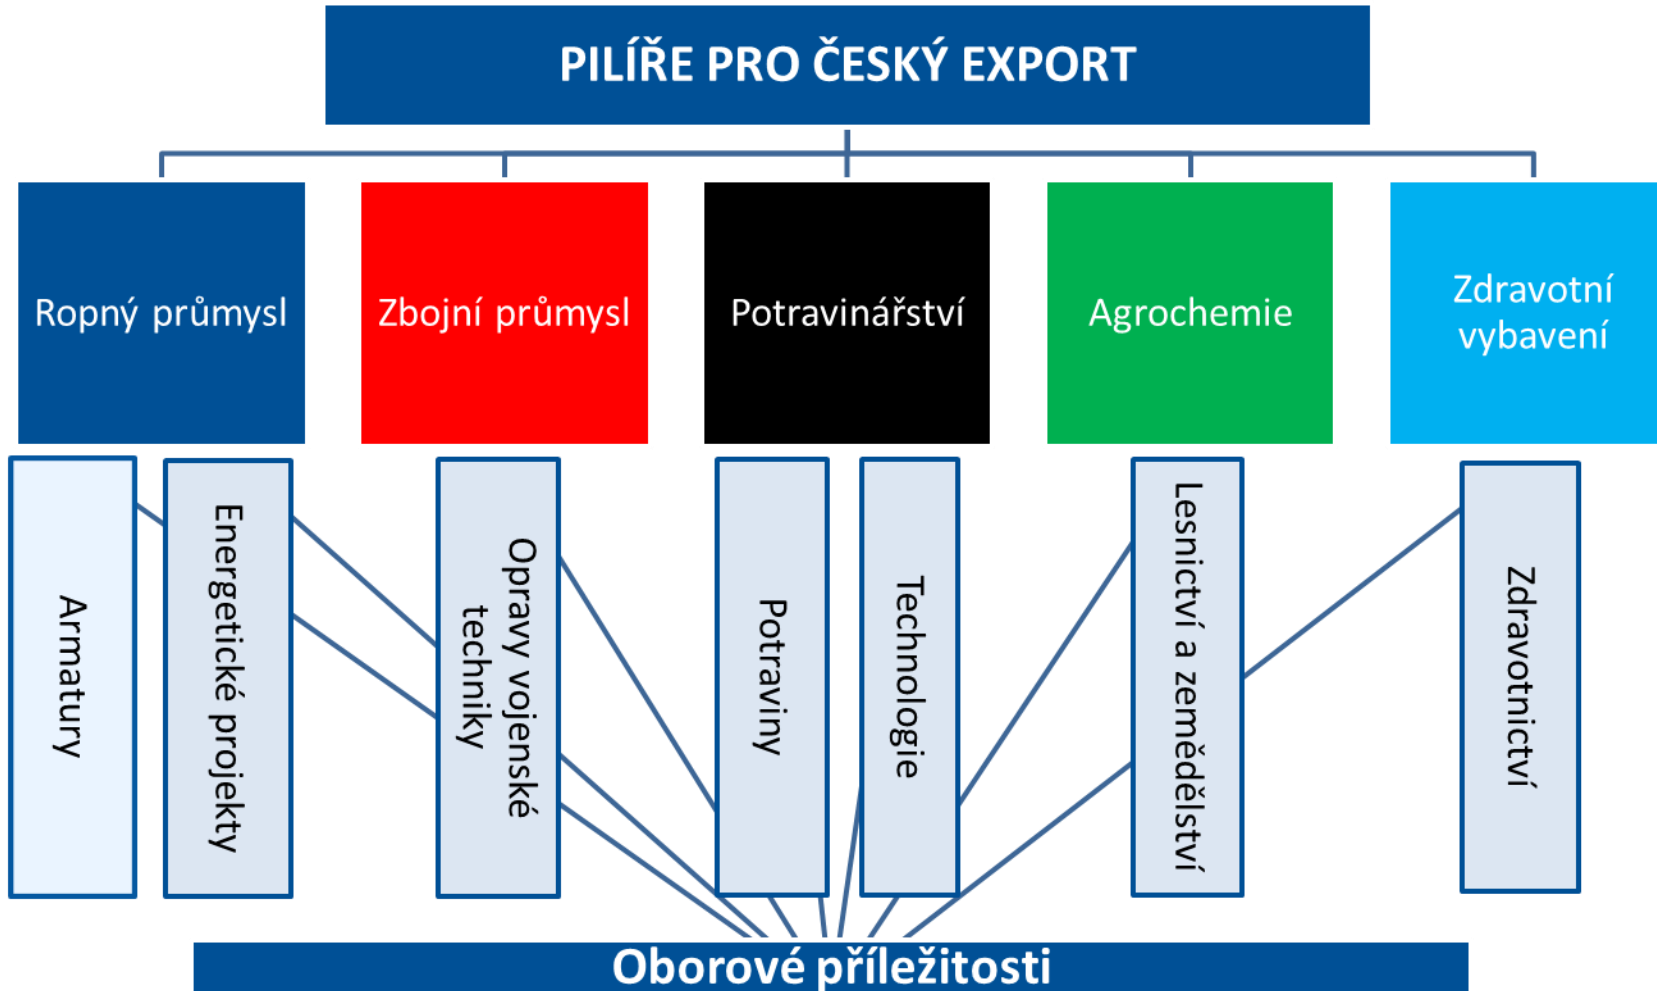 PILÍŘE PRO ČESKÝ EXPORT
Ropný průmysl
Zbojní průmysl
Potravinářství
Agrochemie
Zdravotní
vybavení
Armatury
Energetické projekty
Opravy vojenské
techniky
Potraviny
Technologie
Lesnictví a zemědělství
Zdravotnictví
Oborové příležitosti